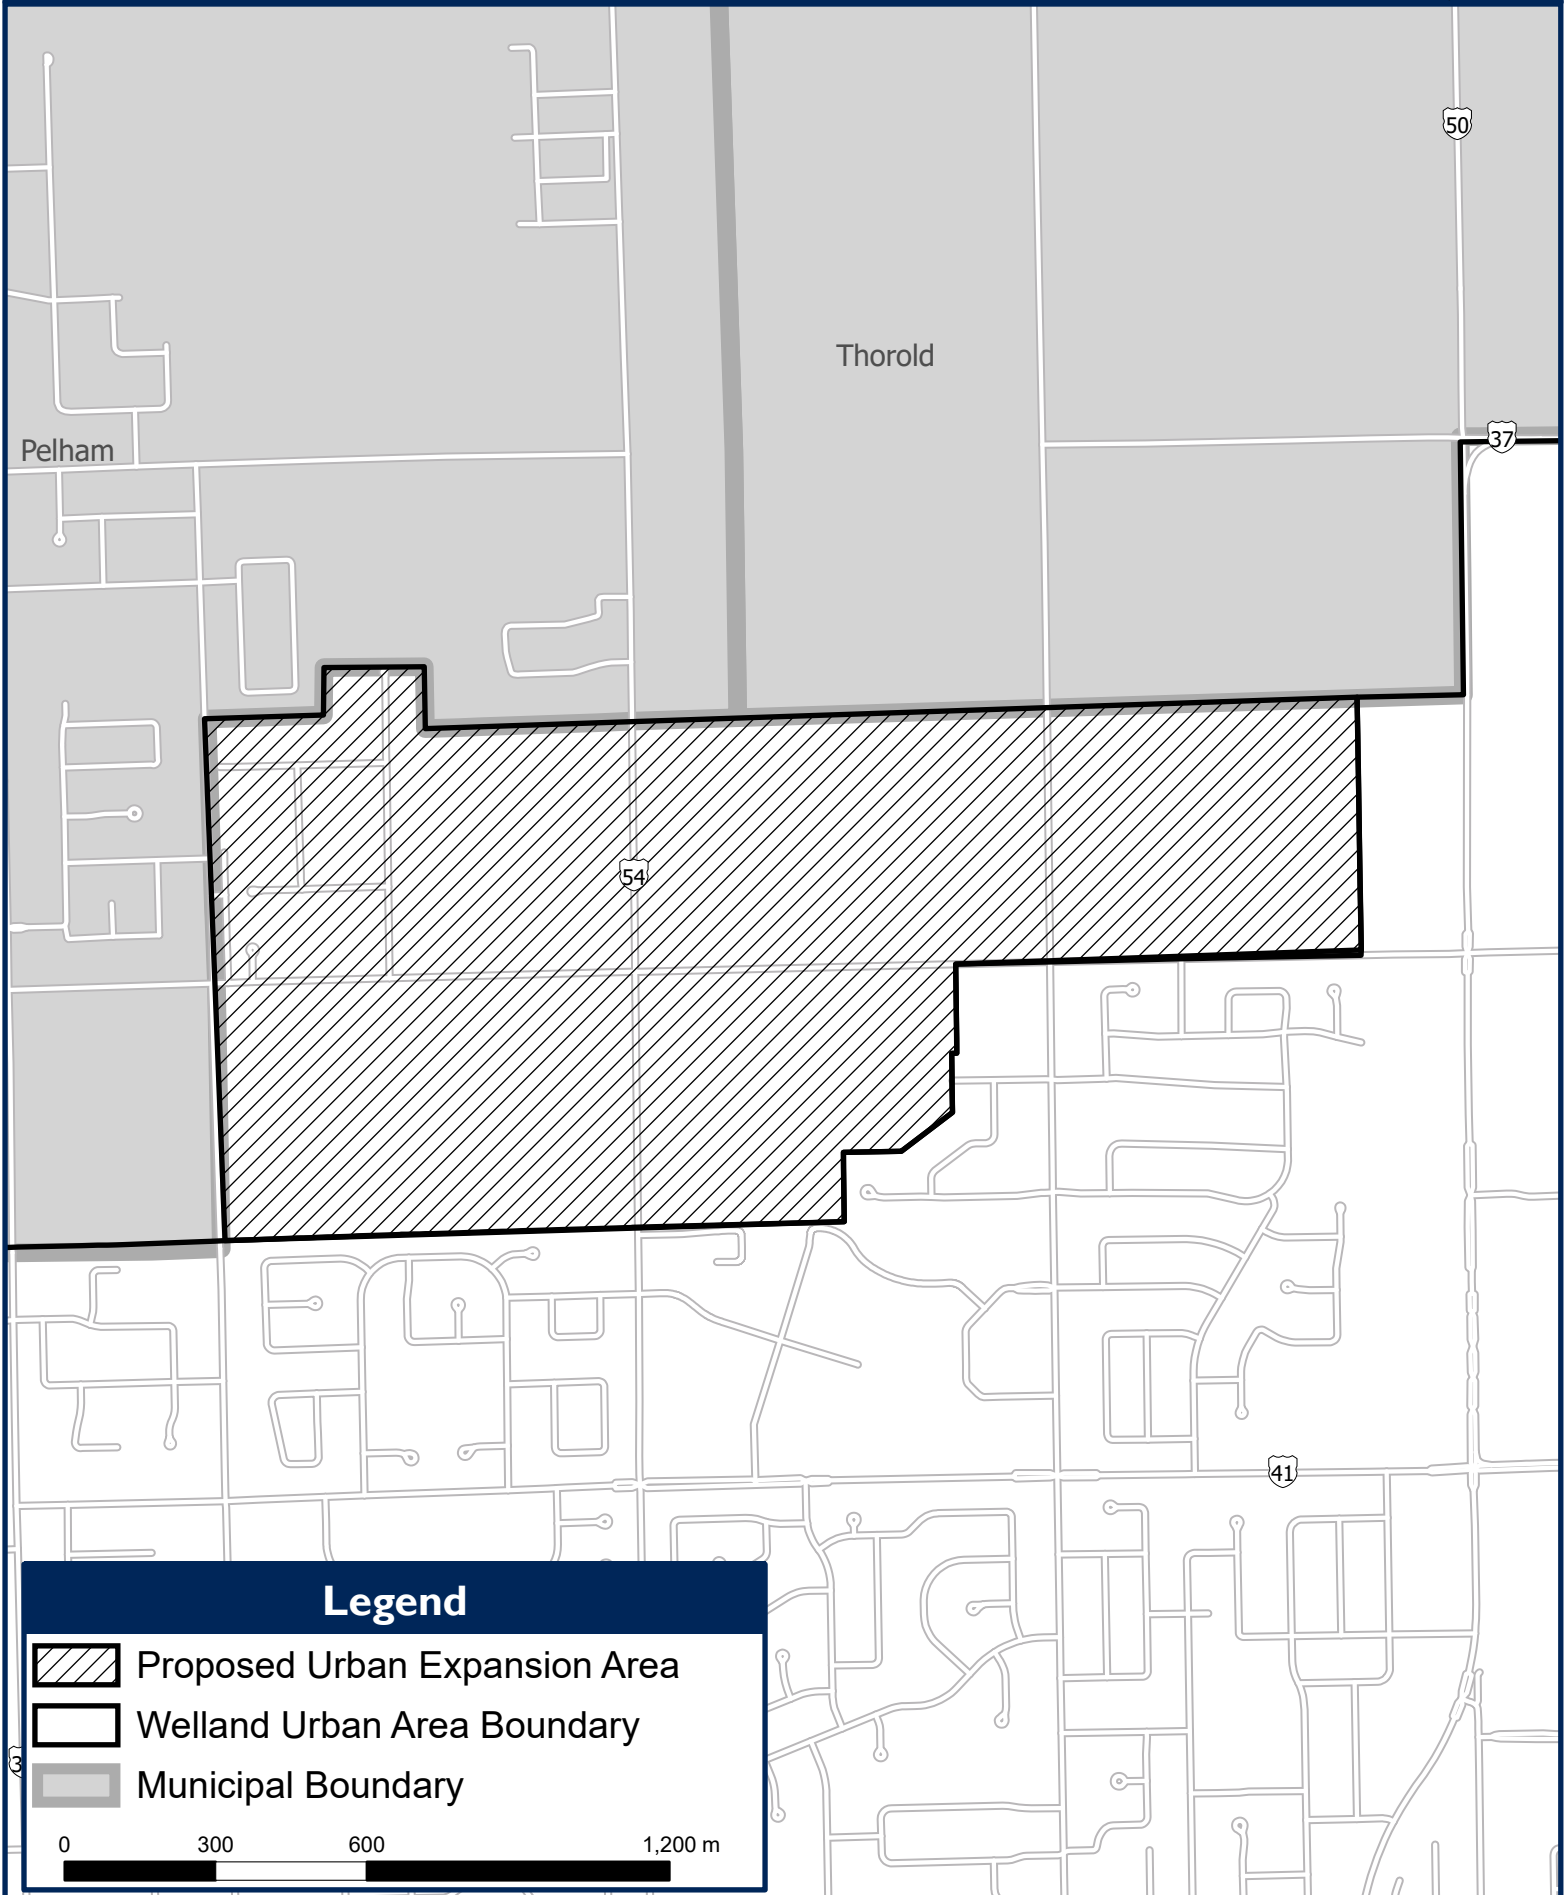 50
Thorold
37
Pelham
54
41
Legend
Proposed Urban Expansion Area
Welland Urban Area Boundary
Municipal Boundary
3
0 300 600 1,200 m